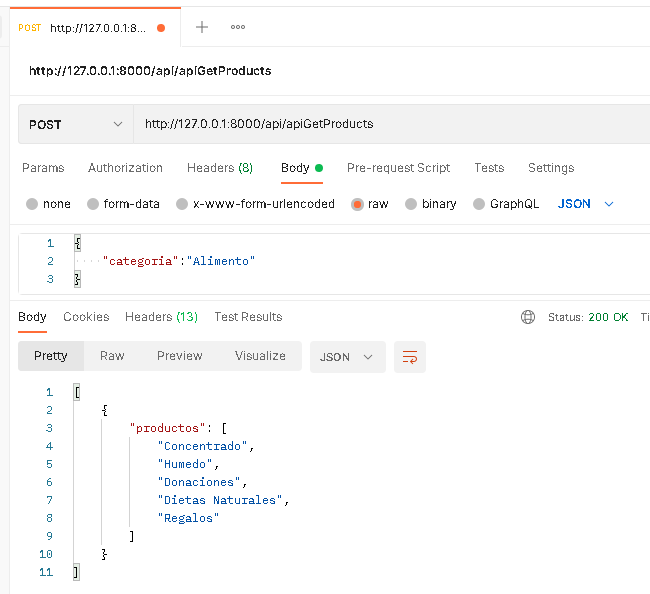 POST http://127.0.0.1:8... + ooo
http://127.0.0.1:8000/api/apiGetProducts
POST http://127.0.0.1:8000/api/apiGetProducts
Params Authorization Headers (8) Body Pre-request Script Tests Settings
none form-data x-www-form-urlencoded raw binary GraphQL JSON
1 {
2 ····"categoria":"Alimento"
3 }
Body Cookies Headers (13) Test Results Status: 200 OK Ti
Pretty Raw Preview Visualize JSON
1 [
2 {
3 "productos": [
4 "Concentrado",
5 "Humedo",
6 "Donaciones",
7 "Dietas Naturales",
8 "Regalos"
9 ]
10 }
11 ]